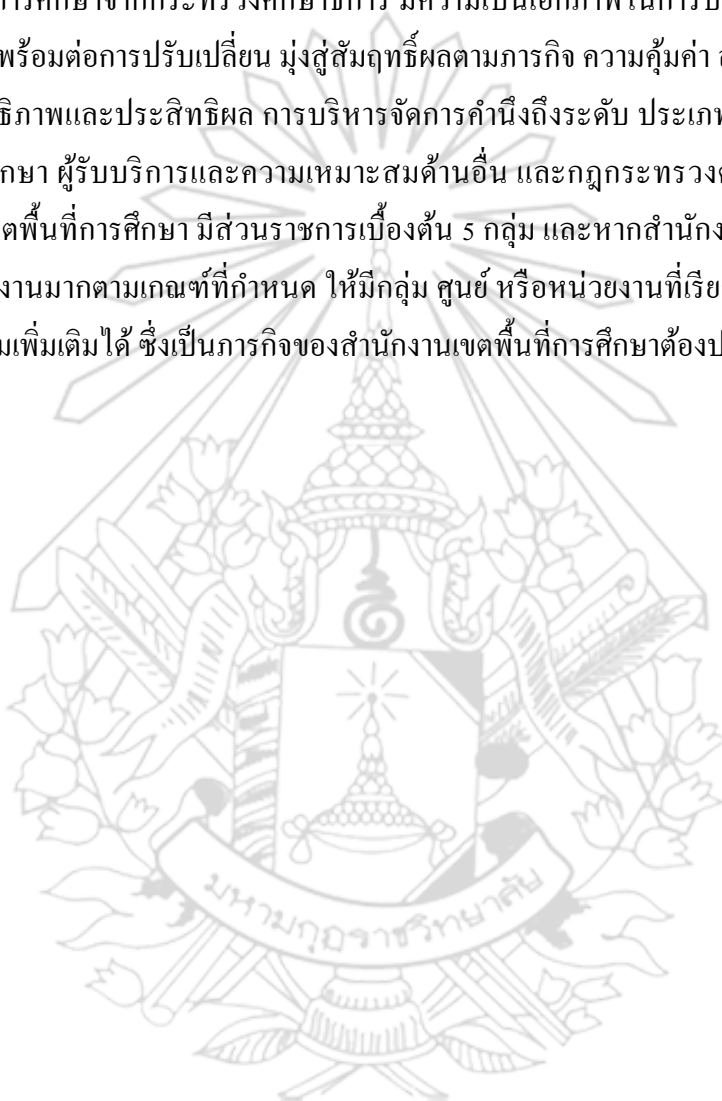 การศึกษาจากกระทรวงศึกษาธิการ มีความเป็นเอกภาพในการบ
พร้อมต่อการปรับเปลี่ยน มุ่งสู่สัมฤทธิ์ผลตามภารกิจ ความคุ้มค่า
ธิภาพและประสิทธิผล การบริหารจัดการคำนึงถึงระดับ ประเภท
กษา ผู้รับบริการและความเหมาะสมด้านอื่น และกฎกระทรวง
ตพื้นที่การศึกษา มีส่วนราชการเบื้องต้น 5 กลุ่ม และหากสำนักง
งานมากตามเกณฑ์ที่กำหนด ให้มีกลุ่ม ศูนย์ หรือหน่วยงานที่เรีย
มเพิ่มเติมได้ ซึ่งเป็นภารกิจของสำนักงานเขตพื้นที่การศึกษาต้องป
มหามกุฏราชวิทยาลัย